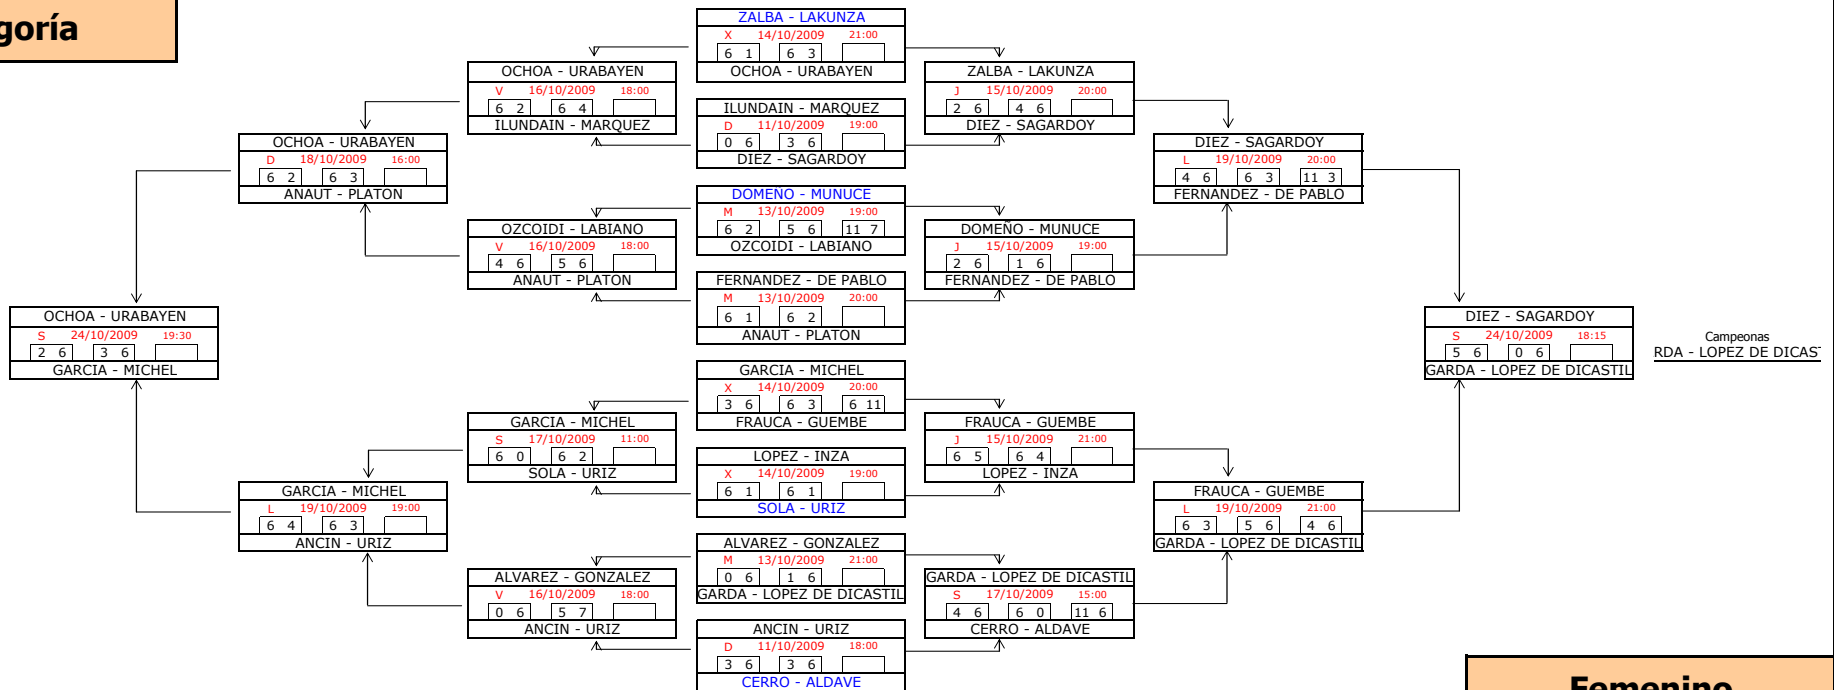 goría
ZALBA - LAKUNZA
X 14/10/2009 21:00
6 1 6 3
OCHOA - URABAYEN
ILUNDAIN - MARQUEZ
D 11/10/2009 19:00
0 6 3 6
DIEZ - SAGARDOY
DOMEÑO - MUNUCE
M 13/10/2009 19:00
6 2 5 6 11 7
OZCOIDI - LABIANO
FERNANDEZ - DE PABLO
M 13/10/2009 20:00
6 1 6 2
ANAUT - PLATON
GARCIA - MICHEL
X 14/10/2009 20:00
3 6 6 3 6 11
FRAUCA - GUEMBE
LOPEZ - INZA
X 14/10/2009 19:00
6 1 6 1
SOLA - URIZ
ALVAREZ - GONZALEZ
M 13/10/2009 21:00
0 6 1 6
GARDA - LOPEZ DE DICASTIL
ANCIN - URIZ
D 11/10/2009 18:00
3 6 3 6
CERRO - ALDAVE
OCHOA - URABAYEN
V 16/10/2009 18:00
6 2 6 4
ILUNDAIN - MARQUEZ
OZCOIDI - LABIANO
V 16/10/2009 18:00
4 6 5 6
ANAUT - PLATON
GARCIA - MICHEL
S 17/10/2009 11:00
6 0 6 2
SOLA - URIZ
ALVAREZ - GONZALEZ
V 16/10/2009 18:00
0 6 5 7
ANCIN - URIZ
OCHOA - URABAYEN
D 18/10/2009 16:00
6 2 6 3
ANAUT - PLATON
GARCIA - MICHEL
L 19/10/2009 19:00
6 4 6 3
ANCIN - URIZ
OCHOA - URABAYEN
S 24/10/2009 19:30
2 6 3 6
GARCIA - MICHEL
ZALBA - LAKUNZA
J 15/10/2009 20:00
2 6 4 6
DIEZ - SAGARDOY
DOMEÑO - MUNUCE
J 15/10/2009 19:00
2 6 1 6
FERNANDEZ - DE PABLO
FRAUCA - GUEMBE
J 15/10/2009 21:00
6 5 6 4
LOPEZ - INZA
GARDA - LOPEZ DE DICASTIL
S 17/10/2009 15:00
4 6 6 0 11 6
CERRO - ALDAVE
DIEZ - SAGARDOY
L 19/10/2009 20:00
4 6 6 3 11 3
FERNANDEZ - DE PABLO
FRAUCA - GUEMBE
L 19/10/2009 21:00
6 3 5 6 4 6
GARDA - LOPEZ DE DICASTIL
DIEZ - SAGARDOY
S 24/10/2009 18:15
5 6 0 6
GARDA - LOPEZ DE DICASTIL
Campeonas
RDA - LOPEZ DE DICAS
Femenino